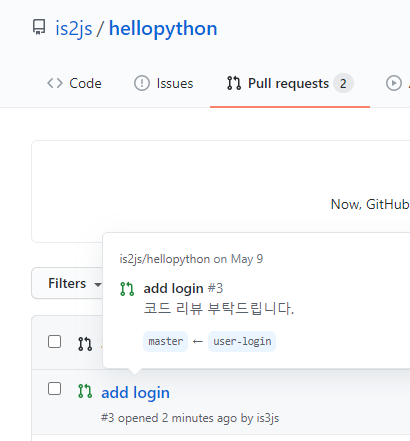 is2js / hellopython
Code
Issues
Pull requests 2
Now, GitHub
is2js/hellopython on May 9
add login #3
코드 리뷰 부탁드립니다.
master ← user-login
Filters
add login
#3 opened 2 minutes ago by is3js